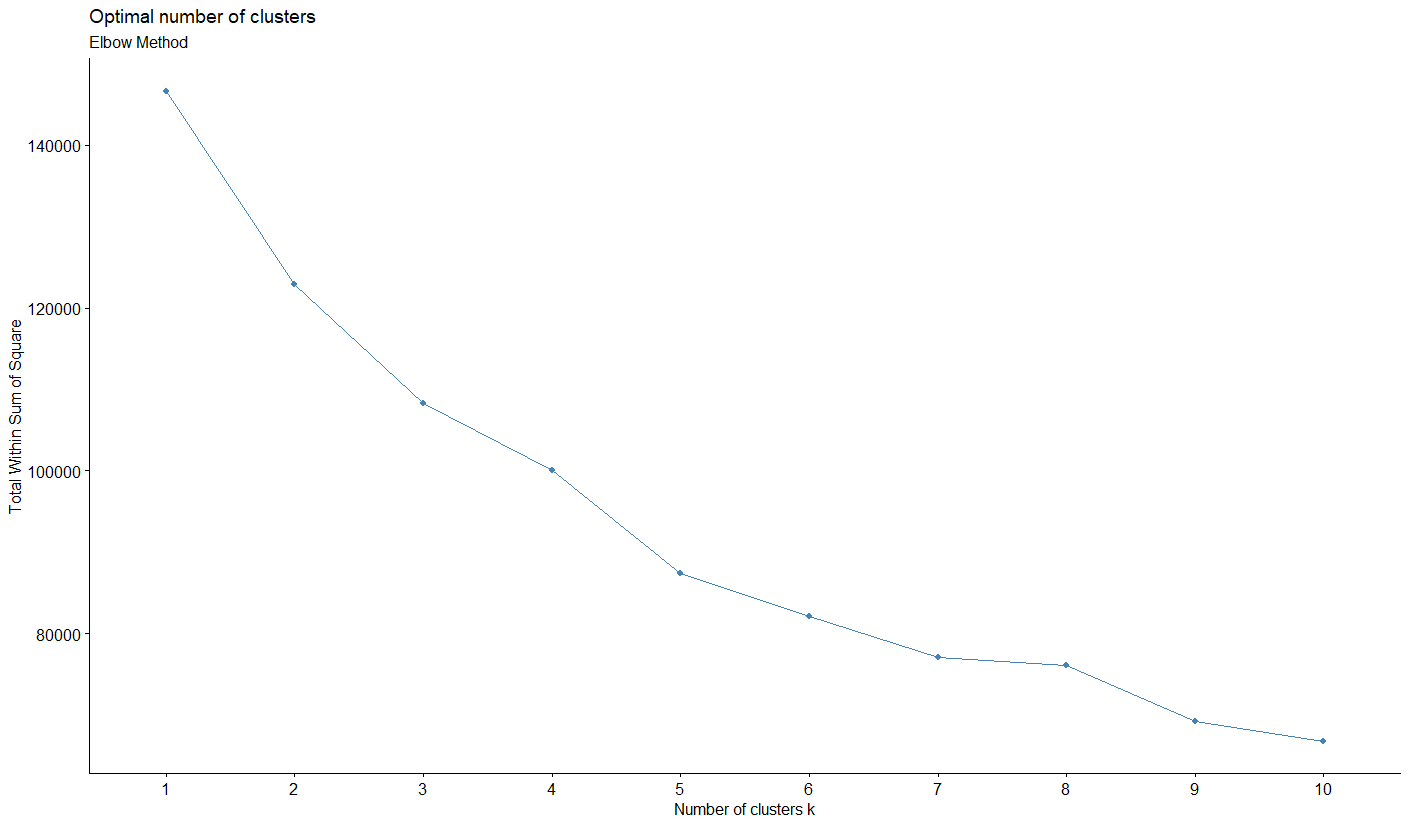 Optimal number of clusters
Elbow Method
Total Within Sum of Square
140000
120000
100000
80000
1 2 3 4 5 6 7 8 9 10
Number of clusters k